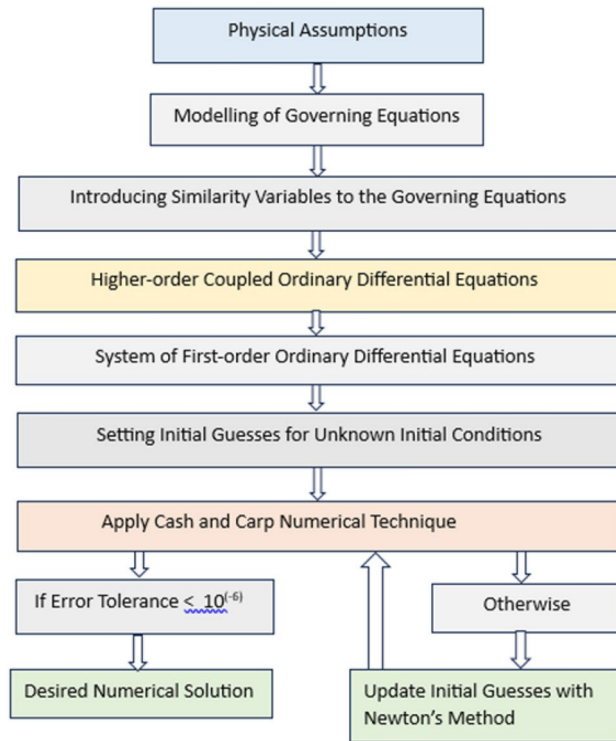 Physical Assumptions
Modelling of Governing Equations
Introducing Similarity Variables to the Governing Equations
Higher-order Coupled Ordinary Differential Equations
System of First-order Ordinary Differential Equations
Setting Initial Guesses for Unknown Initial Conditions
Apply Cash and Carp Numerical Technique
If Error Tolerance < 10⁽⁻⁶⁾
Otherwise
Desired Numerical Solution
Update Initial Guesses with
Newton's Method